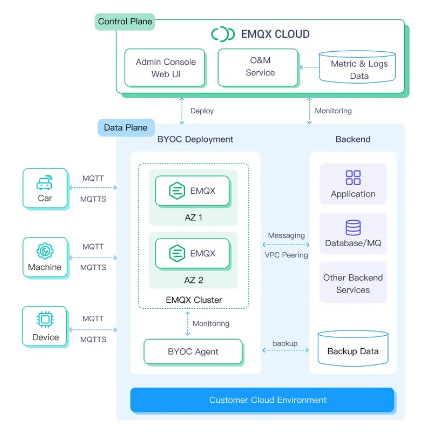 Control Plane
EMQX CLOUD
Admin Console
Web UI
O&M
Service
Metric & Logs
Data
Deploy
Monitoring
Data Plane
BYOC Deployment
Backend
MQTT
Car
MQTTS
EMQX
AZ 1
Application
MQTT
Machine
MQTTS
EMQX
AZ 2
EMQX Cluster
Messaging
VPC Peering
Database/MQ
Other Backend
Services
MQTT
Device
MQTTS
Monitoring
BYOC Agent
backup
Backup Data
Customer Cloud Environment